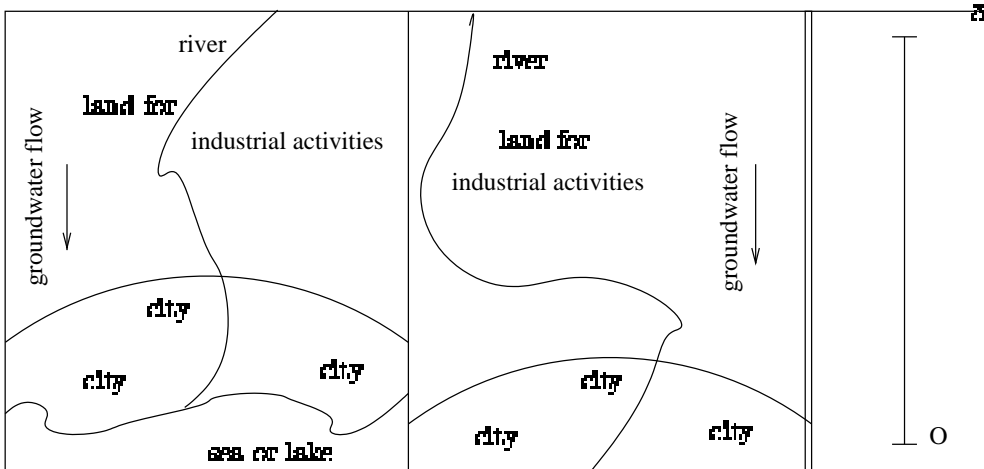 river
land for
industrial activities
groundwater flow
city
city
city
sea or lake
river
land for
industrial activities
groundwater flow
city
city
city
O